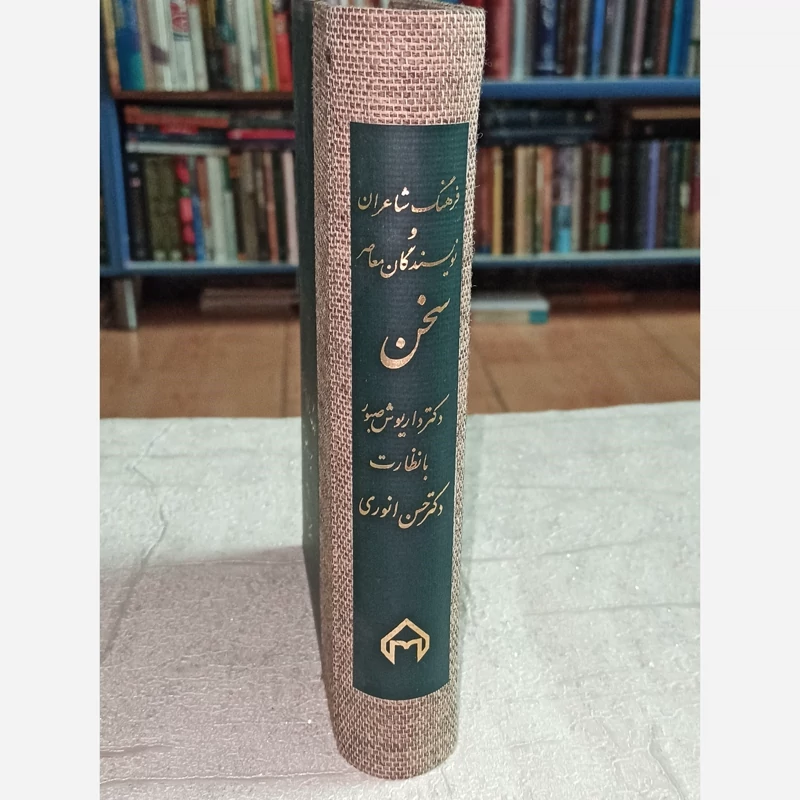 فرهنگ شاعران
و
نویسندگان معاصر
سخن
دکتر داریوش صبور
با نظارت
دکتر حسن انوری